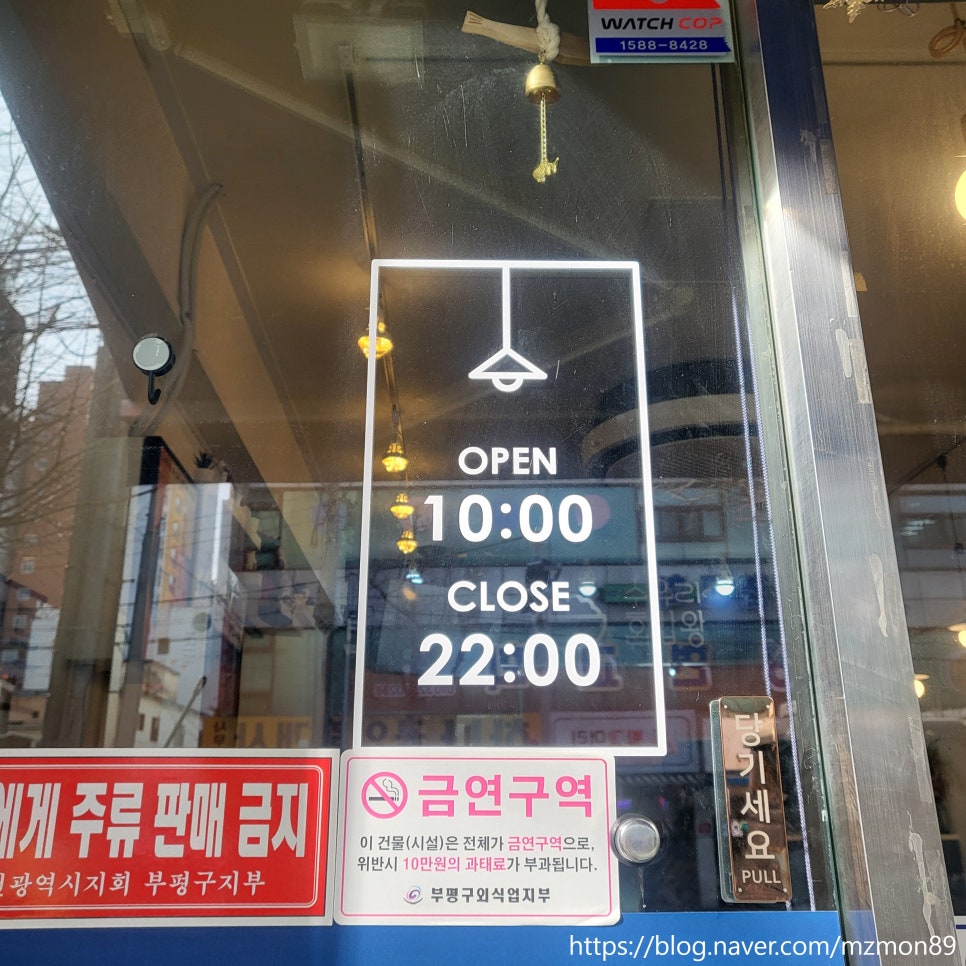 WATCH COP
1588-8428
OPEN
10:00
CLOSE
22:00
에게 주류 판매 금지
광역시지회 부평구지부
금연구역
이 건물(시설)은 전체가 금연구역으로,
위반시 10만원의 과태료가 부과됩니다.
부평구외식업지부
당기세요
PULL
https://blog.naver.com/mzmon89